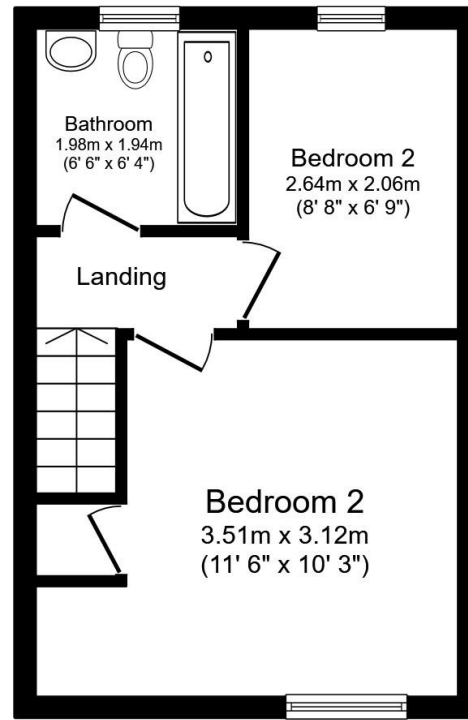 Bathroom
1.98m x 1.94m
(6' 6" x 6' 4")
Bedroom 2
2.64m x 2.06m
(8' 8" x 6' 9")
Landing
Bedroom 2
3.51m x 3.12m
(11' 6" x 10' 3")